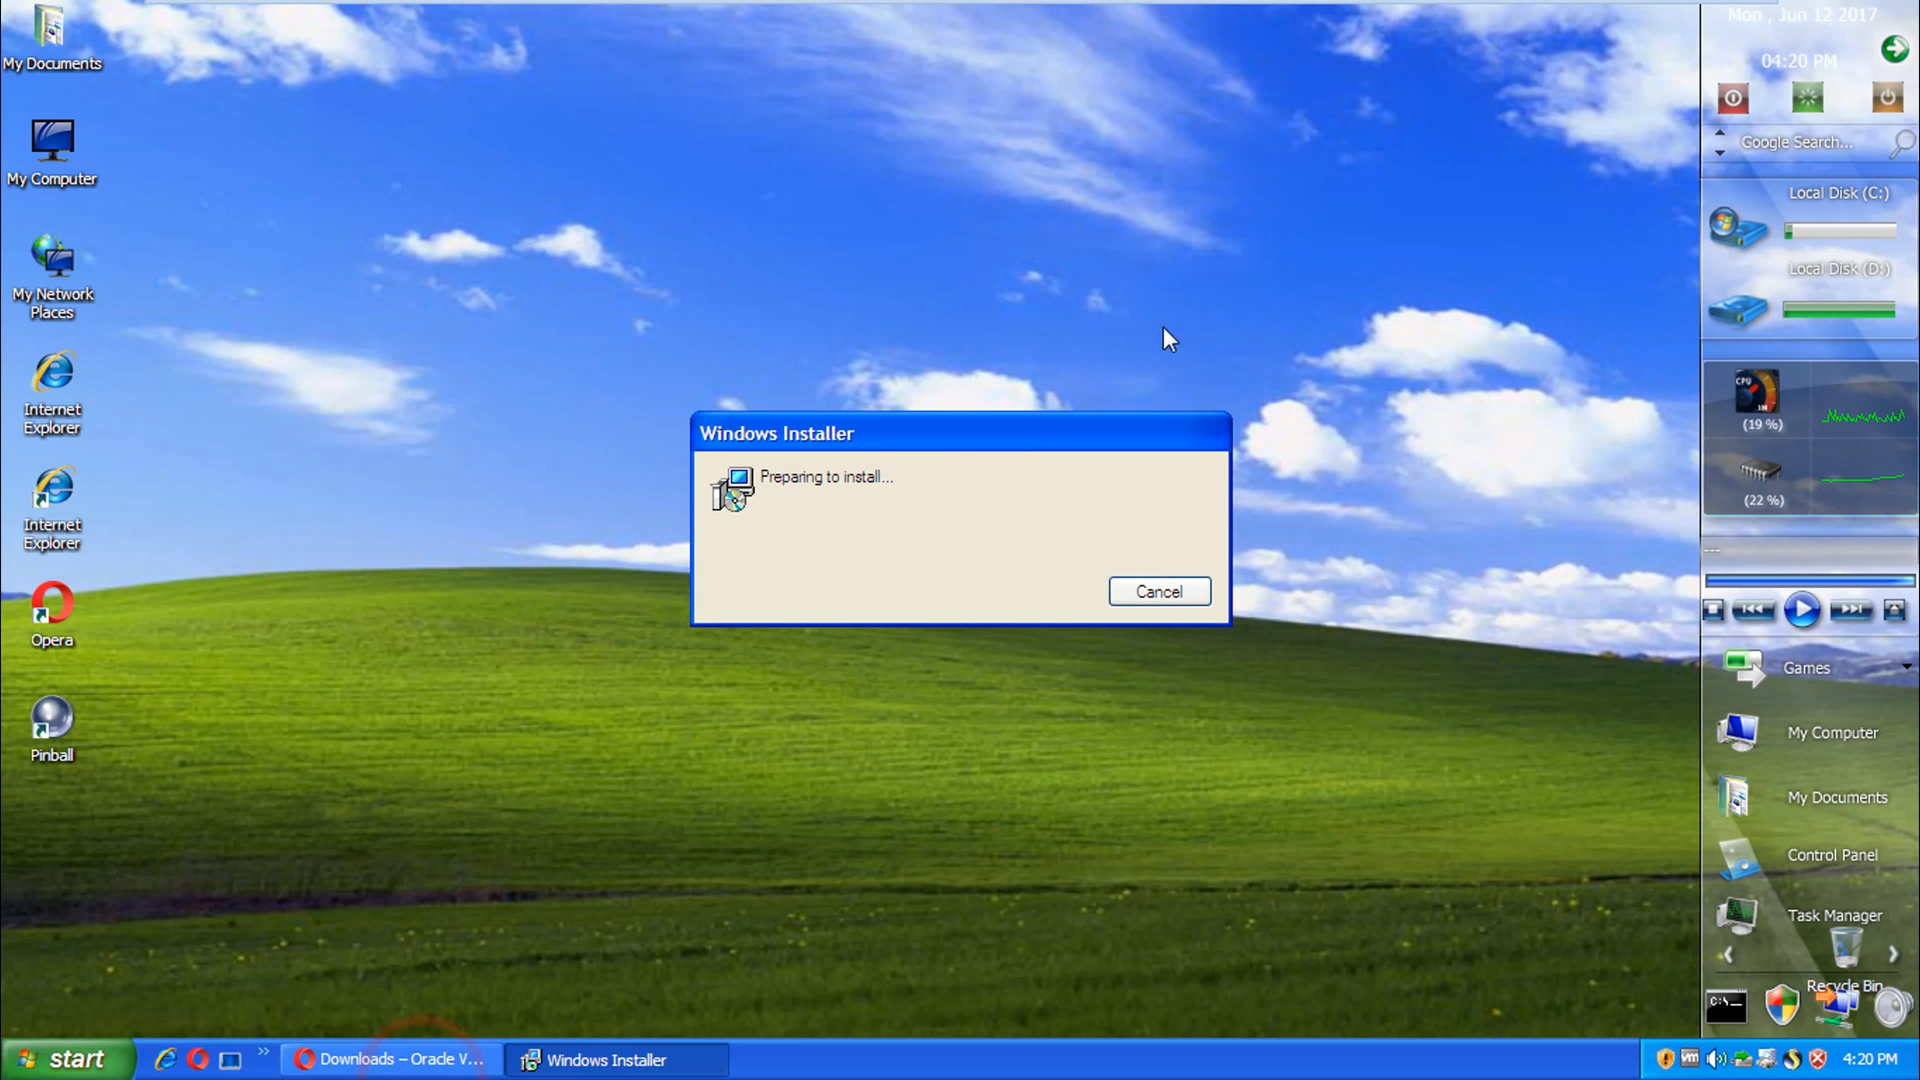 My Documents
My Computer
My Network
Places
Internet
Explorer
Internet
Explorer
Opera
Pinball
Windows Installer
Preparing to install...
Cancel
Mon , Jun 12 2017
04:20 PM
Google Search...
Local Disk (C:)
Local Disk (D:)
CPU
(19 %)
(22 %)
---
Games
My Computer
My Documents
Control Panel
Task Manager
Recycle Bin
C:\_
start
»
Downloads – Oracle V...
Windows Installer
vm
4:20 PM